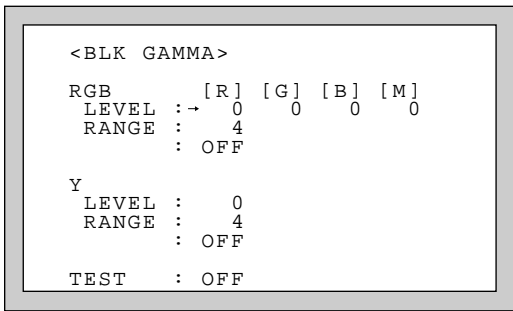 <BLK GAMMA>
RGB [R] [G] [B] [M]
LEVEL :→ 0 0 0 0
RANGE : 4
: OFF
Y
LEVEL : 0
RANGE : 4
: OFF
TEST : OFF